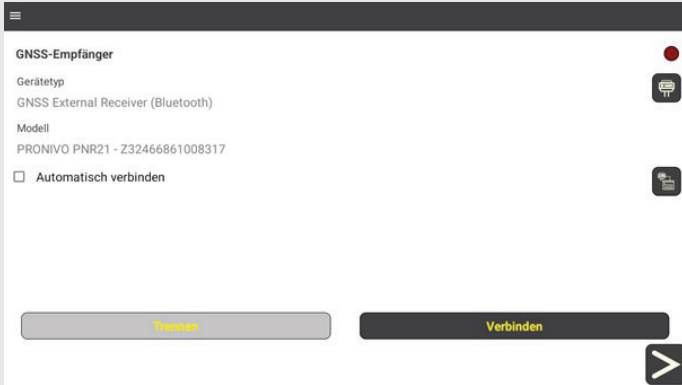 GNSS-Empfänger
Gerätetyp
GNSS External Receiver (Bluetooth)
Modell
PRONIVO PNR21 - Z32466861008317
Automatisch verbinden
Trennen
Verbinden